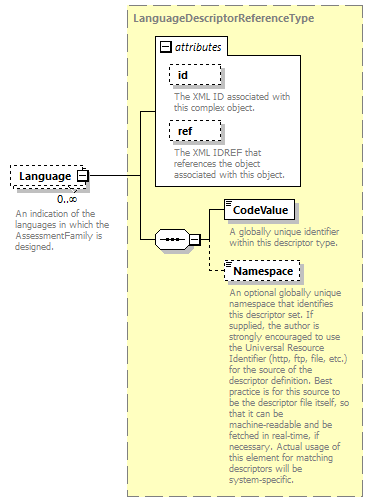 LanguageDescriptorReferenceType
attributes
id
The XML ID associated with
this complex object.
ref
The XML IDREF that
references the object
associated with this object.
Language
0..∞
An indication of the
languages in which the
AssessmentFamily is
designed.
CodeValue
A globally unique identifier
within this descriptor type.
Namespace
An optional globally unique
namespace that identifies
this descriptor set. If
supplied, the author is
strongly encouraged to use
the Universal Resource
Identifier (http, ftp, file, etc.)
for the source of the
descriptor definition. Best
practice is for this source to
be the descriptor file itself, so
that it can be
machine-readable and be
fetched in real-time, if
necessary. Actual usage of
this element for matching
descriptors will be
system-specific.